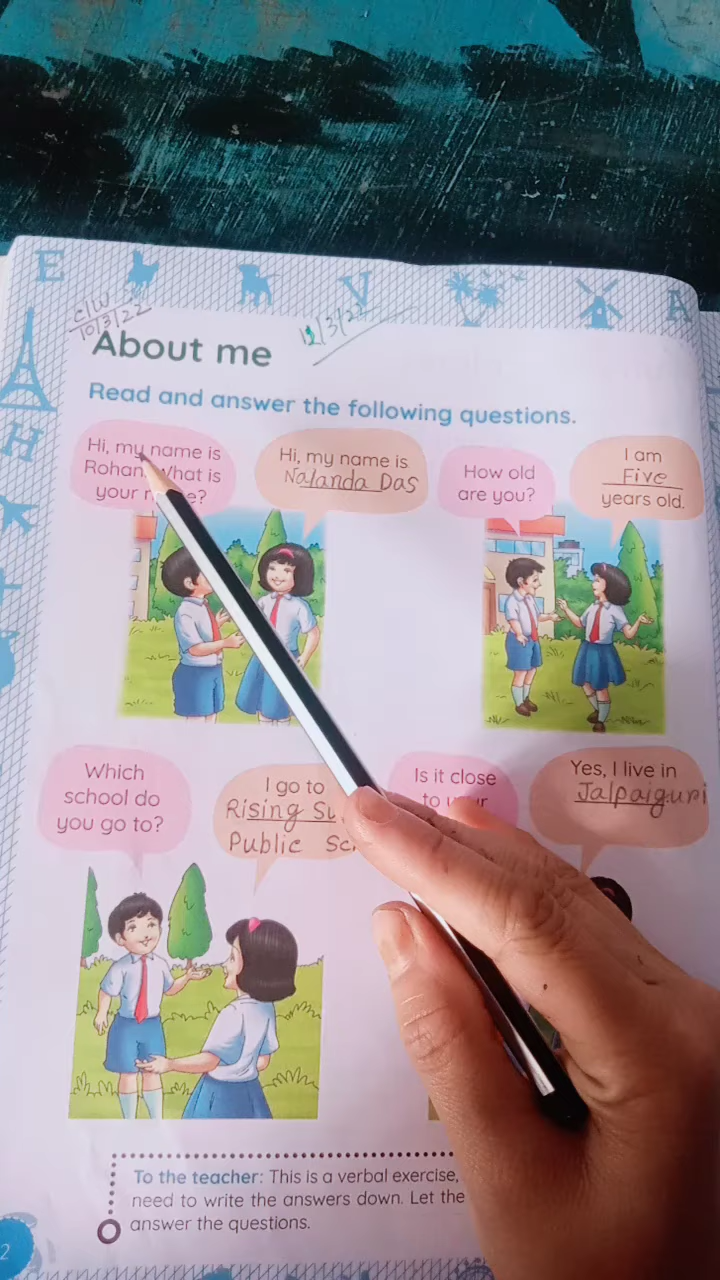 E V A
H
C/W
10/3/22
About me
Read and answer the following questions.
Hi, my name is
Rohan. What is
your name?
Hi, my name is
Nalanda Das
How old
are you?
I am
Five
years old.
Which
school do
you go to?
I go to
Rising
Public
Is it close
to your
Yes, I live in
Jalpaiguri
To the teacher: This is a verbal exercise,
need to write the answers down. Let the
answer the questions.
2